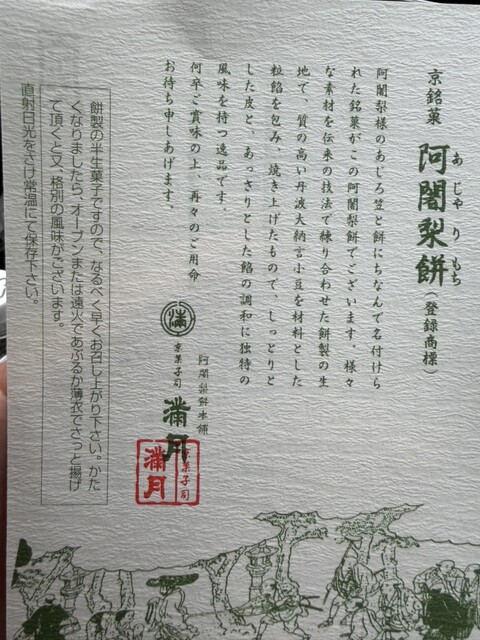 京銘菓
阿闍梨餅（登録商標）
あじゃりもち
阿闍梨様のあじろ笠と餅にちなんで名付けら
れた銘菓がこの阿闍梨餅でございます。様々
な素材を伝来の技法で練り合わせた餅製の生
地で、質の高い丹波大納言小豆を材料とした
粒餡を包み、焼き上げたもので、しっとりと
した皮と、あっさりとした餡の調和に独特の
風味を持つ逸品です。
何卒ご賞味の上、再々のご用命
お待ち申しあげます。
満
阿闍梨餅本舗
京菓子司
満月
京菓子司
満月
餅製の半生菓子ですので、なるべく早くお召し上がり下さい。かた
くなりましたら、オーブンまたは遠火であぶるか薄衣でさっと揚げ
て頂くと又、格別の風味がございます。
直射日光をさけ常温にて保存下さい。